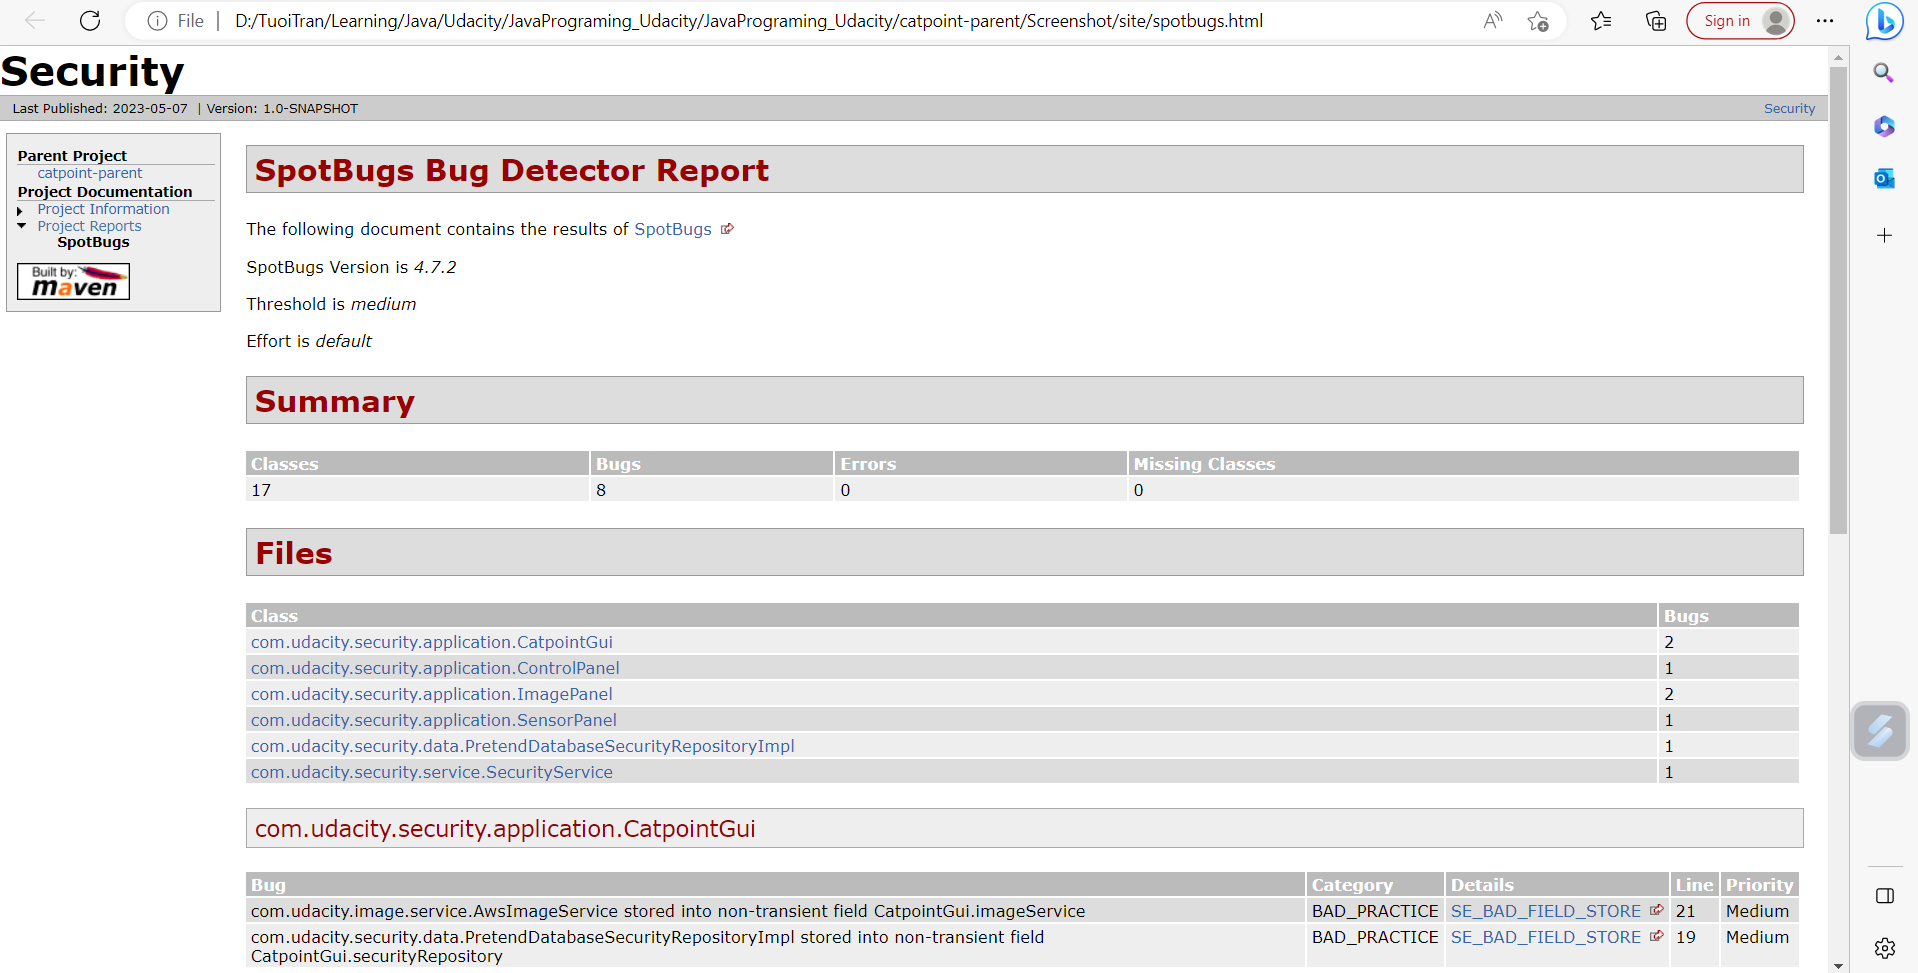 File | D:/TuoiTran/Learning/Java/Udacity/JavaPrograming_Udacity/JavaPrograming_Udacity/catpoint-parent/Screenshot/site/spotbugs.html Sign in
Security
Last Published: 2023-05-07 | Version: 1.0-SNAPSHOT Security
Parent Project
catpoint-parent
Project Documentation
Project Information
Project Reports
SpotBugs
Built by:
maven
SpotBugs Bug Detector Report
The following document contains the results of SpotBugs
SpotBugs Version is 4.7.2
Threshold is medium
Effort is default
Summary
Classes Bugs Errors Missing Classes
17 8 0 0
Files
Class Bugs
com.udacity.security.application.CatpointGui 2
com.udacity.security.application.ControlPanel 1
com.udacity.security.application.ImagePanel 2
com.udacity.security.application.SensorPanel 1
com.udacity.security.data.PretendDatabaseSecurityRepositoryImpl 1
com.udacity.security.service.SecurityService 1
com.udacity.security.application.CatpointGui
Bug Category Details Line Priority
com.udacity.image.service.AwsImageService stored into non-transient field CatpointGui.imageService BAD_PRACTICE SE_BAD_FIELD_STORE 21 Medium
com.udacity.security.data.PretendDatabaseSecurityRepositoryImpl stored into non-transient field BAD_PRACTICE SE_BAD_FIELD_STORE 19 Medium
CatpointGui.securityRepository